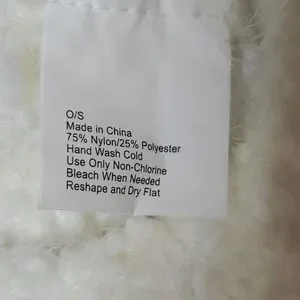 O/S
Made in China
75% Nylon/25% Polyester
Hand Wash Cold
Use Only Non-Chlorine
Bleach When Needed
Reshape and Dry Flat